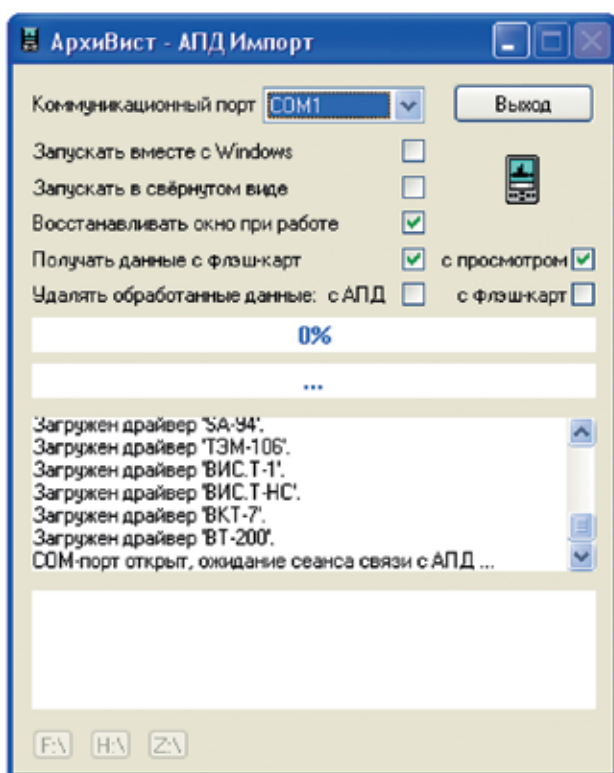 АрхиВист - АПД Импорт
Коммуникационный порт COM1 Выход
Запускать вместе с Windows
Запускать в свёрнутом виде
Восстанавливать окно при работе
Получать данные с флэш-карт с просмотром
Удалять обработанные данные: с АПД с флэш-карт
0%
...
Загружен драйвер 'SA-94'.
Загружен драйвер 'ТЭМ-106'.
Загружен драйвер 'ВИС.Т-1'.
Загружен драйвер 'ВИС.Т-НС'.
Загружен драйвер 'ВКТ-7'.
Загружен драйвер 'ВТ-200'.
COM-порт открыт, ожидание сеанса связи с АПД ...
F:\ H:\ Z:\